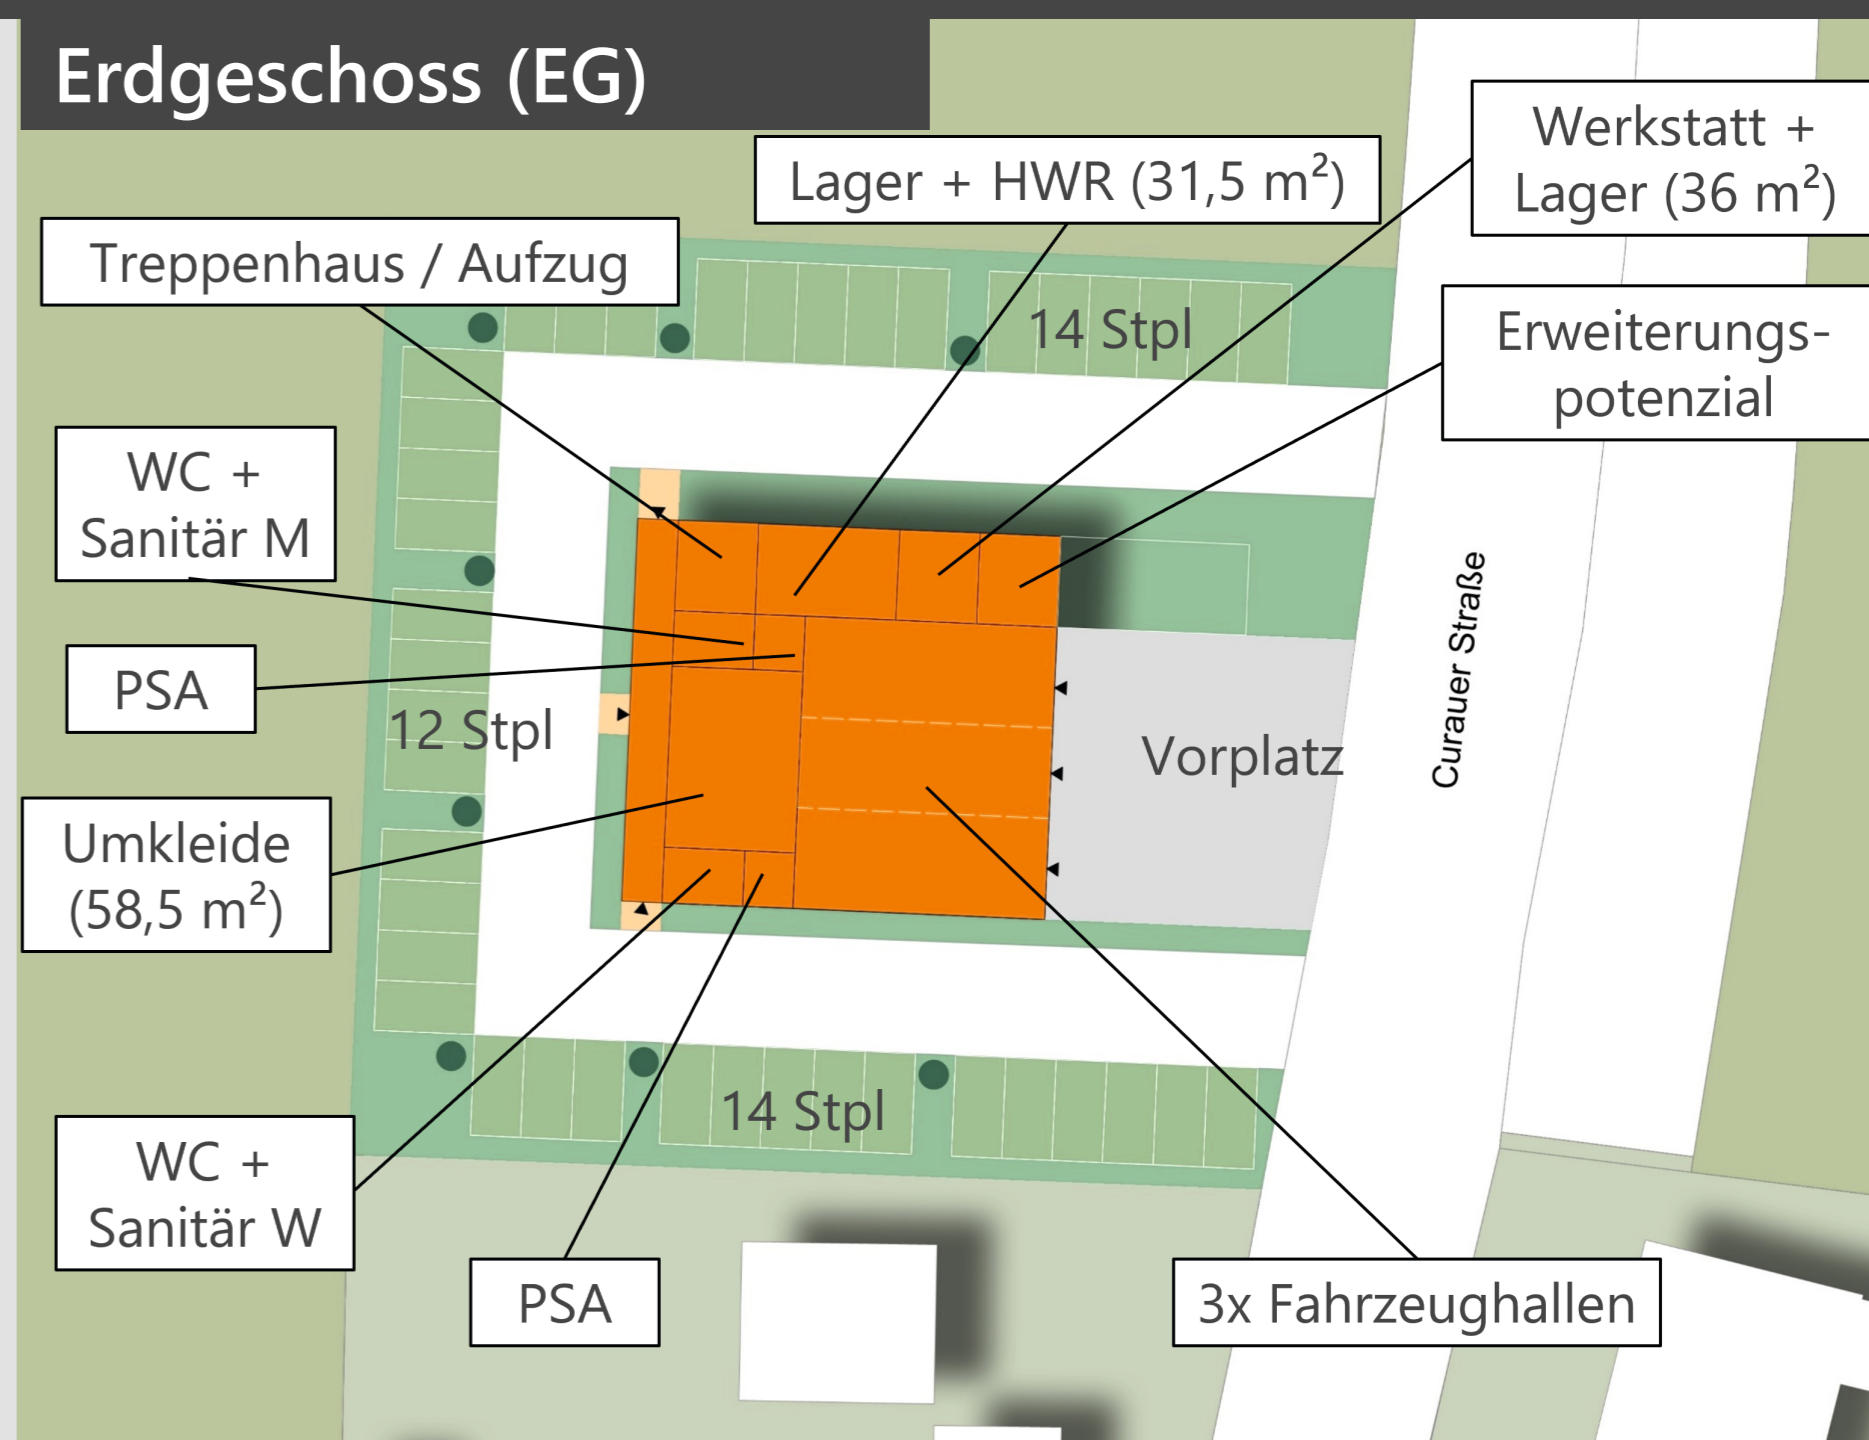 Erdgeschoss (EG)
Werkstatt +
Lager (36 m²)
Lager + HWR (31,5 m²)
Treppenhaus / Aufzug
14 Stpl
Erweiterungs-
potenzial
WC +
Sanitär M
PSA
12 Stpl
Vorplatz
Curauer Straße
Umkleide
(58,5 m²)
14 Stpl
WC +
Sanitär W
PSA
3x Fahrzeughallen